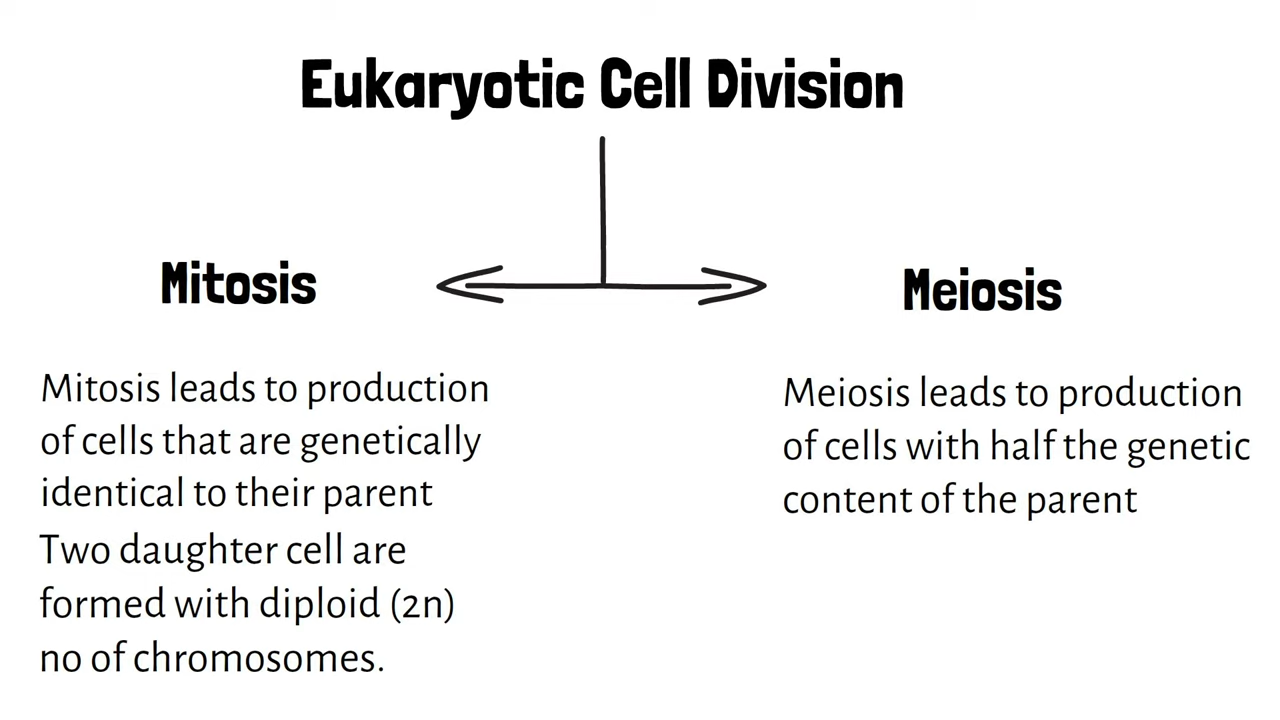 Eukaryotic Cell Division
Mitosis
Mitosis leads to production
of cells that are genetically
identical to their parent
Two daughter cell are
formed with diploid (2n)
no of chromosomes.
Meiosis
Meiosis leads to production
of cells with half the genetic
content of the parent